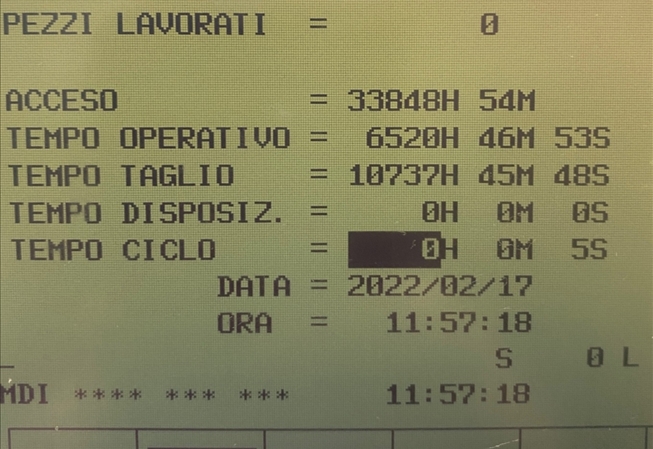 PEZZI LAVORATI = 0
ACCESO = 33848H 54M
TEMPO OPERATIVO = 6520H 46M 53S
TEMPO TAGLIO = 10737H 45M 48S
TEMPO DISPOSIZ. = 0H 0M 0S
TEMPO CICLO = 0H 0M 5S
DATA = 2022/02/17
ORA = 11:57:18
S 0 L
MDI **** *** *** 11:57:18